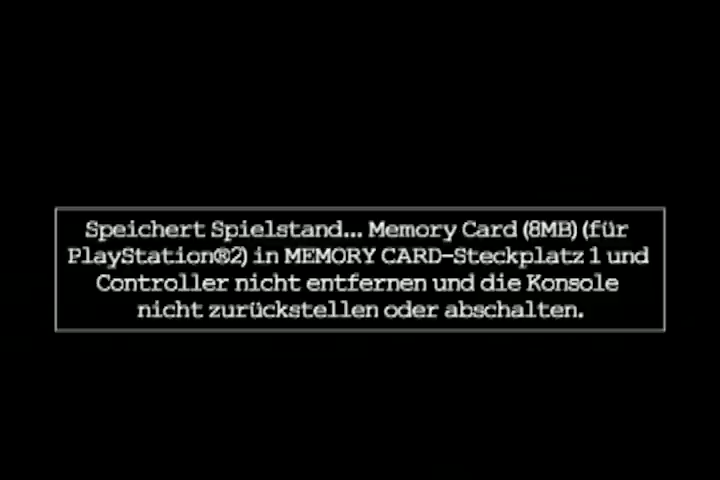 Speichert Spielstand... Memory Card (8MB) (für
PlayStation®2) in MEMORY CARD-Steckplatz 1 und
Controller nicht entfernen und die Konsole
nicht zurückstellen oder abschalten.